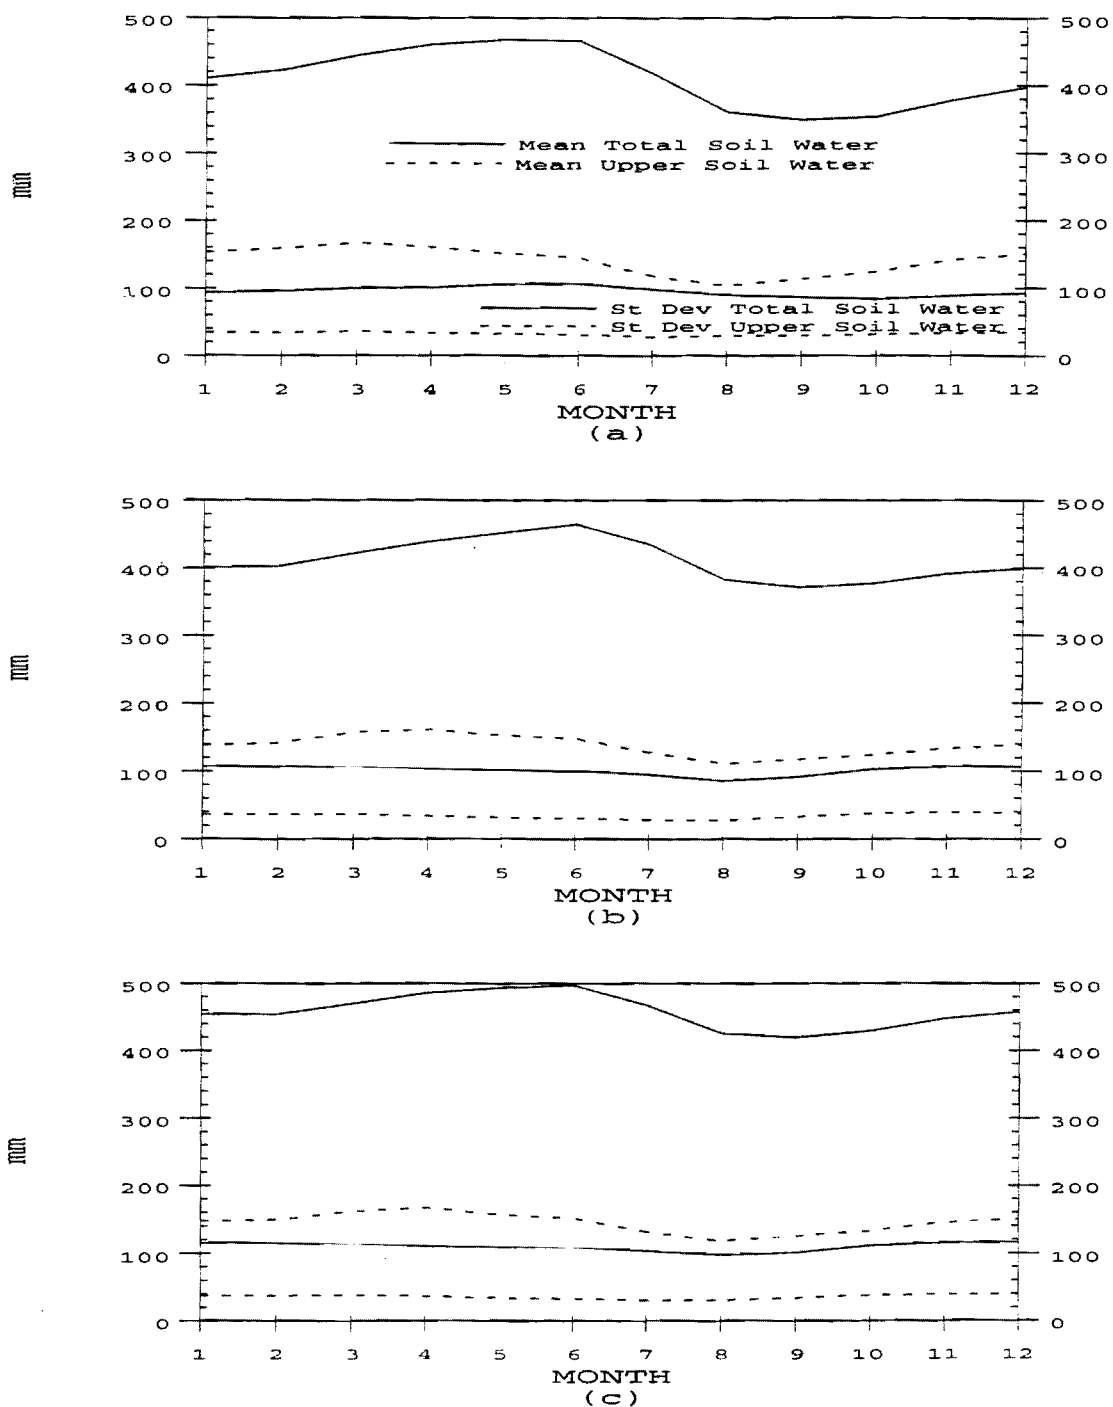 500 500
400 400
300 300
200 200
100 100
0 0
mm
Mean Total Soil Water
Mean Upper Soil Water
St Dev Total Soil Water
St Dev Upper Soil Water
1 2 3 4 5 6 7 8 9 10 11 12
MONTH
(a)
500 500
400 400
300 300
200 200
100 100
0 0
mm
1 2 3 4 5 6 7 8 9 10 11 12
MONTH
(b)
500 500
400 400
300 300
200 200
100 100
0 0
mm
1 2 3 4 5 6 7 8 9 10 11 12
MONTH
(c)